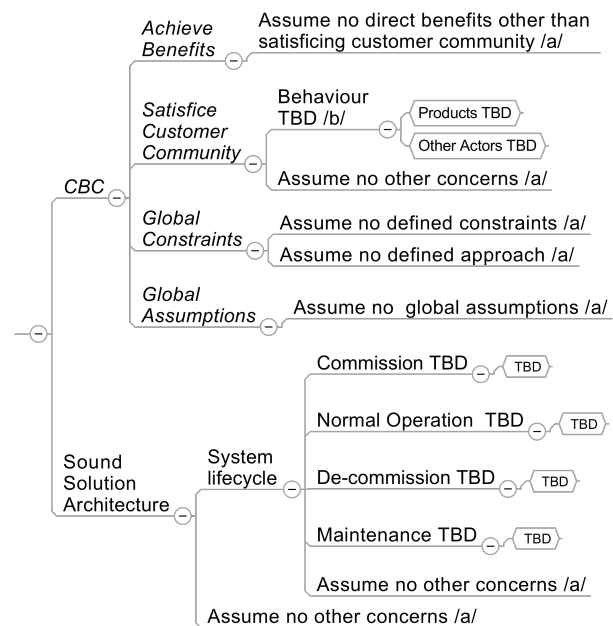 Achieve
Benefits
Assume no direct benefits other than
satisficing customer community /a/
Satisfice
Customer
Community
Behaviour
TBD /b/
Products TBD
Other Actors TBD
Assume no other concerns /a/
CBC
Global
Constraints
Assume no defined constraints /a/
Assume no defined approach /a/
Global
Assumptions
Assume no  global assumptions /a/
Sound
Solution
Architecture
System
lifecycle
Commission TBD
TBD
Normal Operation  TBD
TBD
De-commission TBD
TBD
Maintenance TBD
TBD
Assume no other concerns /a/
Assume no other concerns /a/